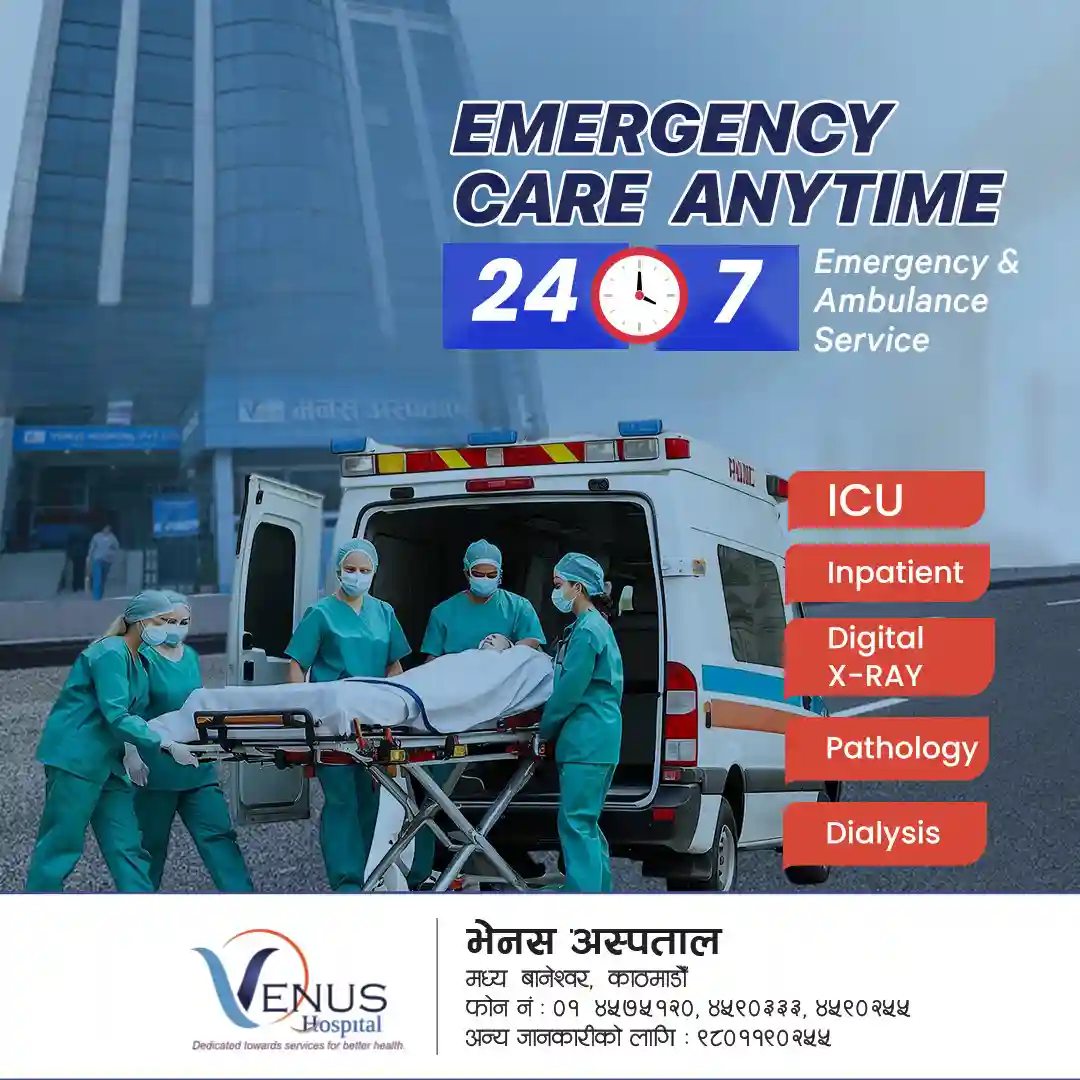 EMERGENCY
CARE ANYTIME
24 7
Emergency &
Ambulance
Service
ICU
Inpatient
Digital
X-RAY
Pathology
Dialysis
VENUS
Hospital
Dedicated towards services for better health
भेनस अस्पताल
मध्य बानेश्वर, काठमाडौं
फोन नं : ०१ ४५७५१२०, ४५९०३३३, ४५९०२५५
अन्य जानकारीको लागि : ९८०११९०२५५